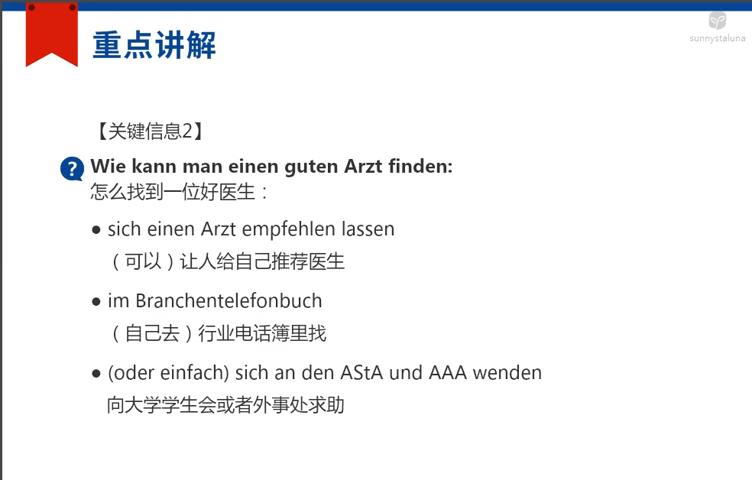 sunnystaluna
重点讲解
【关键信息2】
? Wie kann man einen guten Arzt finden:
怎么找到一位好医生：
● sich einen Arzt empfehlen lassen
（可以）让人给自己推荐医生
● im Branchentelefonbuch
（自己去）行业电话簿里找
● (oder einfach) sich an den AStA und AAA wenden
向大学学生会或者外事处求助